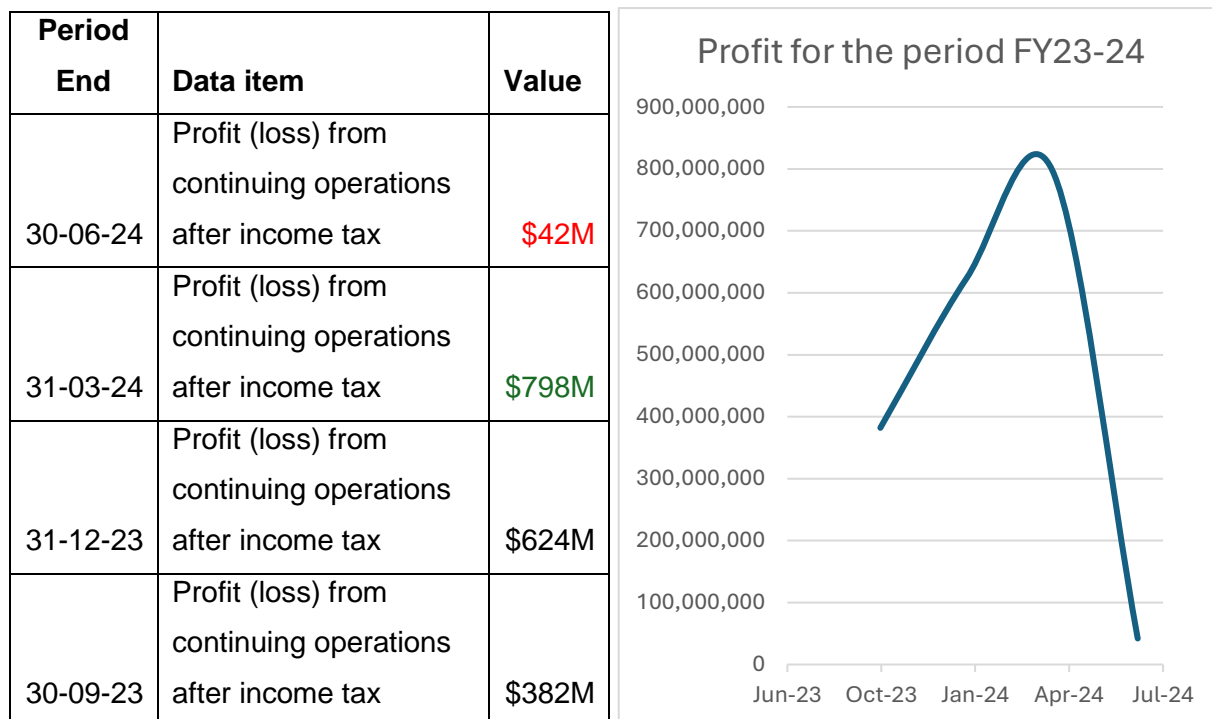 Period
End
Data item
Value
30-06-24
Profit (loss) from
continuing operations
after income tax
$42M
31-03-24
Profit (loss) from
continuing operations
after income tax
$798M
31-12-23
Profit (loss) from
continuing operations
after income tax
$624M
30-09-23
Profit (loss) from
continuing operations
after income tax
$382M
Profit for the period FY23-24
900,000,000
800,000,000
700,000,000
600,000,000
500,000,000
400,000,000
300,000,000
200,000,000
100,000,000
0
Jun-23 Oct-23 Jan-24 Apr-24 Jul-24